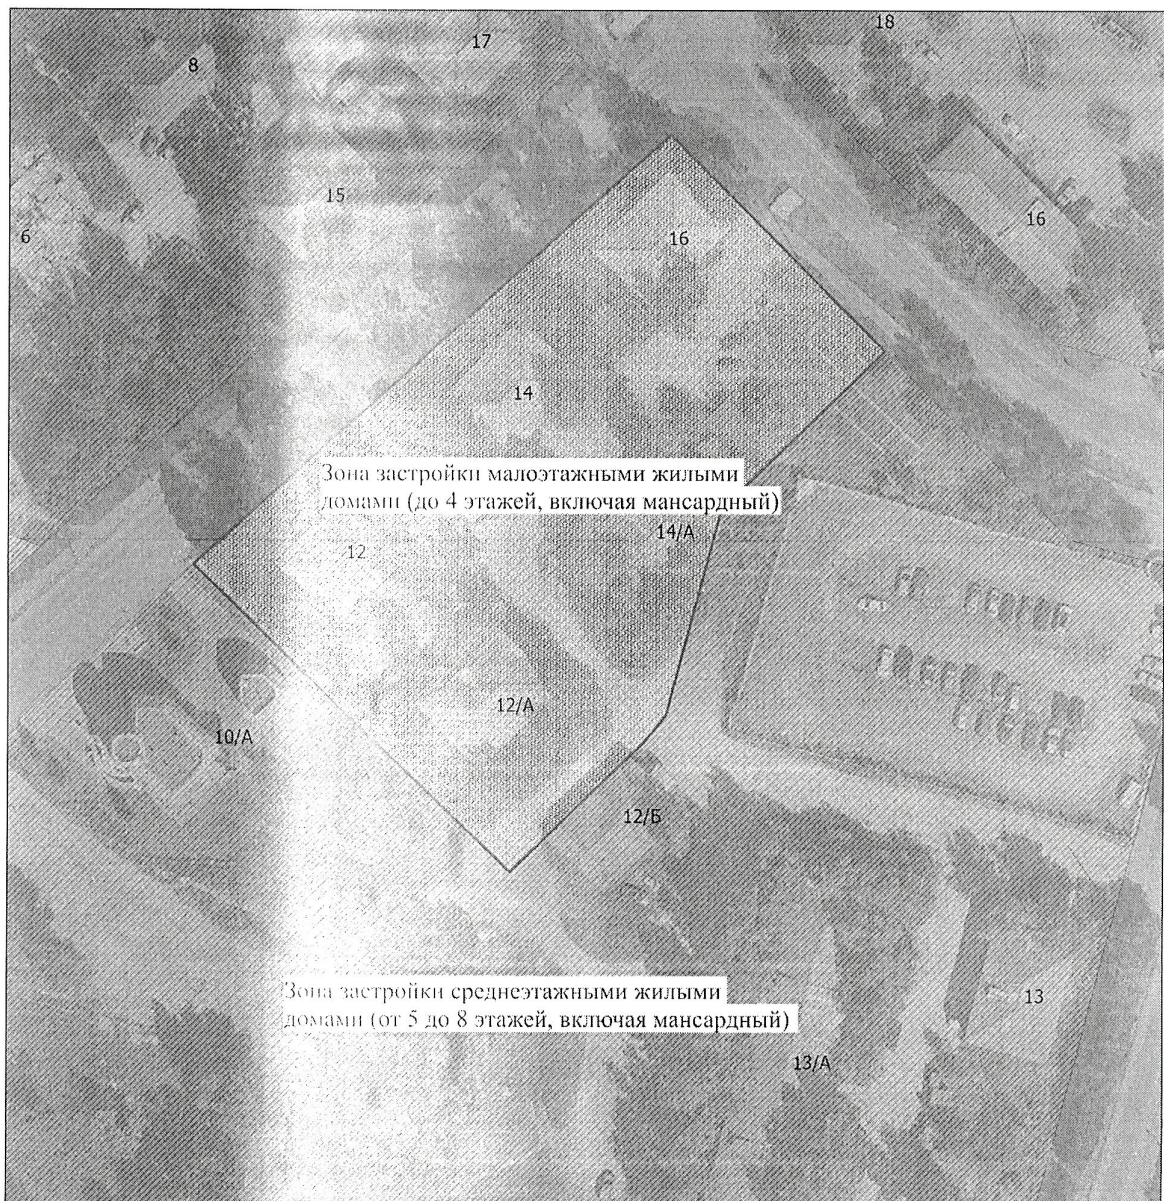 18
17
8
15
16
16
6
14
Зона застройки малоэтажными жилыми
домами (до 4 этажей, включая мансардный)
14/А
12
12/А
10/А
12/Б
Зона застройки среднеэтажными жилыми
домами (от 5 до 8 этажей, включая мансардный)
13
13/А